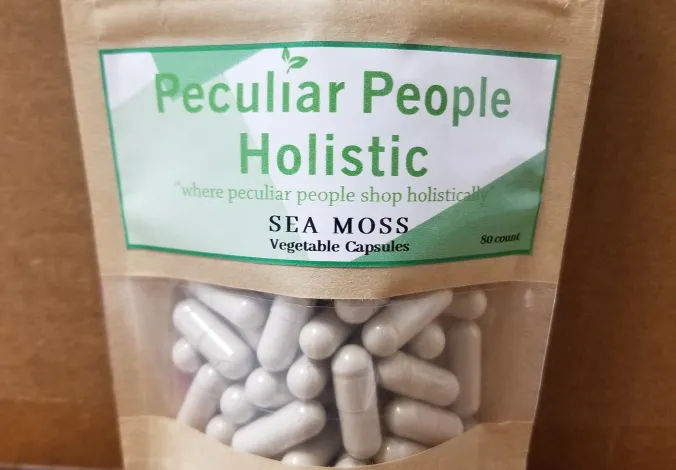 Peculiar People
Holistic
"where peculiar people shop holistically"
SEA MOSS
Vegetable Capsules
80 count